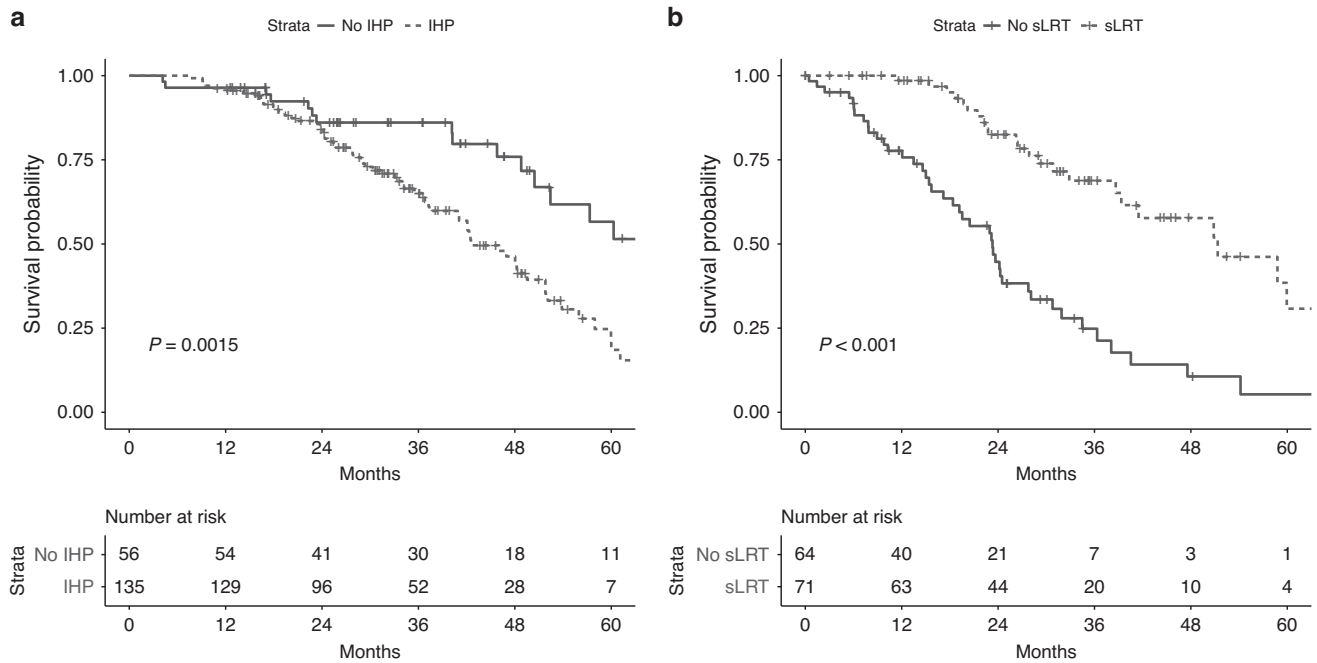 a
Strata No IHP IHP
1.00
0.75
0.50
0.25
0.00
Survival probability
P = 0.0015
0 12 24 36 48 60
Months
Number at risk
Strata
No IHP 56 54 41 30 18 11
IHP 135 129 96 52 28 7
0 12 24 36 48 60
Months
b
Strata No sLRT sLRT
1.00
0.75
0.50
0.25
0.00
Survival probability
P < 0.001
0 12 24 36 48 60
Months
Number at risk
Strata
No sLRT 64 40 21 7 3 1
sLRT 71 63 44 20 10 4
0 12 24 36 48 60
Months